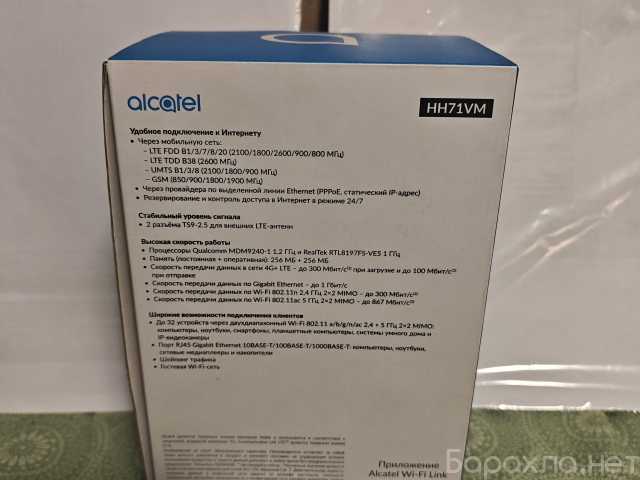 alcatel
HH71VM
Удобное подключение к Интернету
• Через мобильную сеть:
– LTE FDD B1/3/7/8/20 (2100/1800/2600/900/800 МГц)
– LTE TDD B38 (2600 МГц)
– UMTS B1/3/8 (2100/1800/900 МГц)
– GSM (850/900/1800/1900 МГц)
• Через провайдера по выделенной линии Ethernet (PPPoE, статический IP-адрес)
• Резервирование и контроль доступа в Интернет в режиме 24/7
Стабильный уровень сигнала
• 2 разъёма TS9-2.5 для внешних LTE-антенн
Высокая скорость работы
• Процессоры Qualcomm MDM9240-1 1.2 ГГц и RealTek RTL8197FS-VE5 1 ГГц
• Память (постоянная + оперативная): 256 МБ + 256 МБ
• Скорость передачи данных в сети 4G+ LTE – до 300 Мбит/с⁽¹⁾ при загрузке и до 100 Мбит/с⁽¹⁾
при отправке
• Скорость передачи данных по Gigabit Ethernet – до 1 Гбит/с
• Скорость передачи данных по Wi-Fi 802.11n 2,4 ГГц 2×2 MIMO – до 300 Мбит/с⁽²⁾
• Скорость передачи данных по Wi-Fi 802.11ac 5 ГГц 2×2 MIMO – до 867 Мбит/с⁽²⁾
Широкие возможности подключения клиентов
• До 32 устройств через двухдиапазонный Wi-Fi 802.11 a/b/g/n/ac 2,4 + 5 ГГц 2×2 MIMO:
компьютеры, ноутбуки, смартфоны, планшетные компьютеры, системы умного дома и
IP-видеокамеры
• Порт RJ45 Gigabit Ethernet 10BASE-T/100BASE-T/1000BASE-T: компьютеры, ноутбуки,
сетевые медиаплееры и накопители
• Шейпинг трафика
• Гостевая Wi-Fi-сеть
Приложение
Alcatel Wi-Fi Link
Барахло.нет